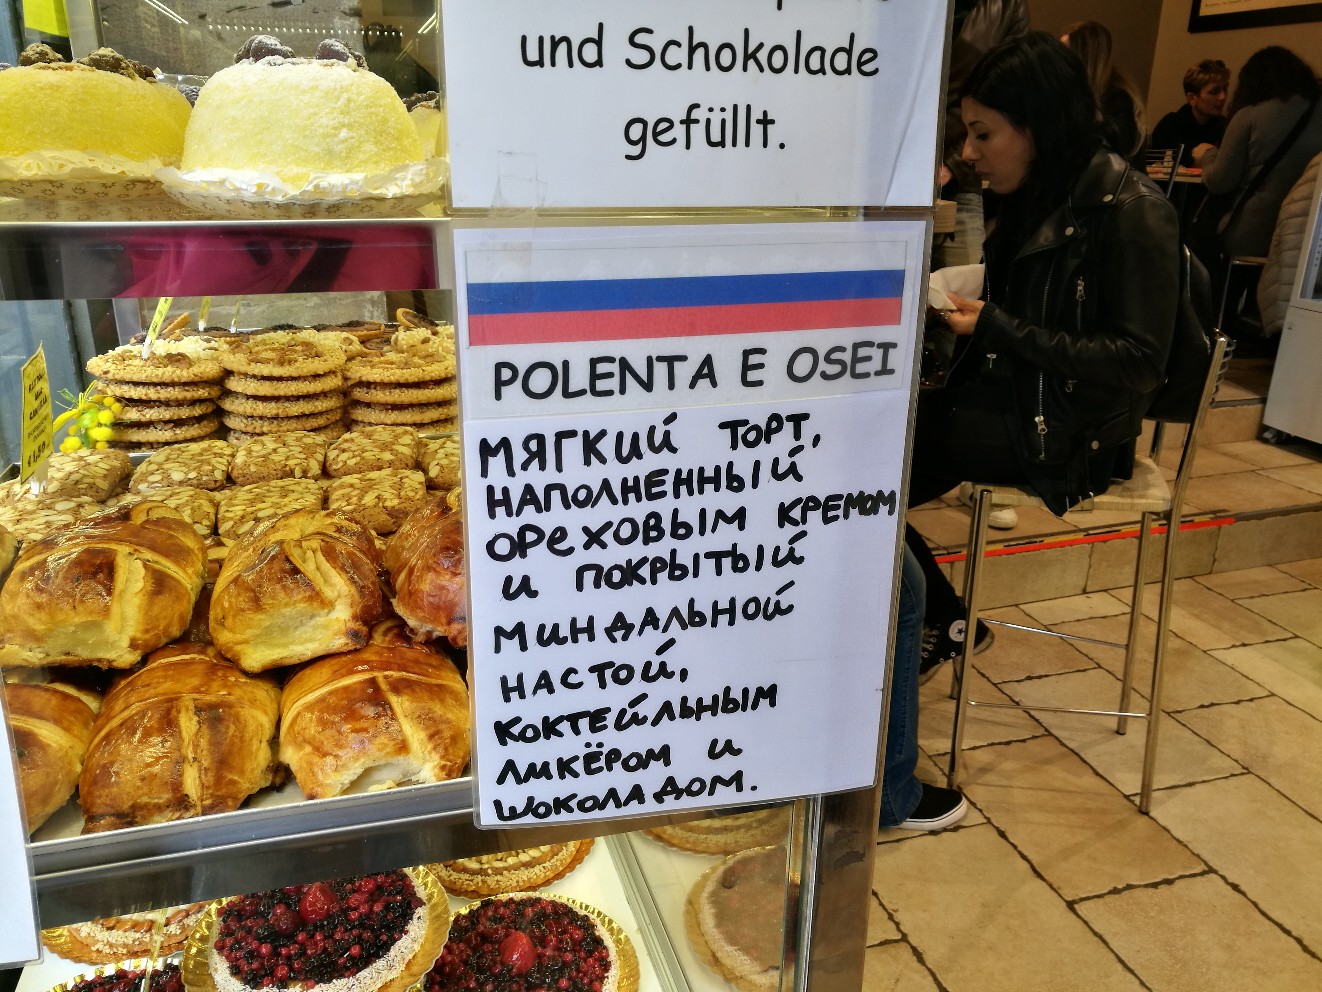 und Schokolade
gefüllt.
POLENTA E OSEI
мягкий торт,
наполненный
ореховым кремом
и покрытый
миндальной
настой,
коктейльным
ликёром и
шоколадом.